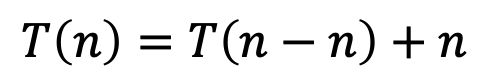 T(n) = T(n − n) + n